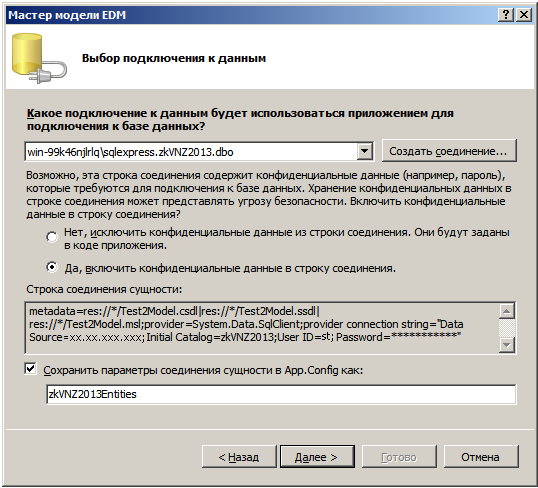 Мастер модели EDM
Выбор подключения к данным
Какое подключение к данным будет использоваться приложением для
подключения к базе данных?
win-99k46njlrlq\sqlexpress.zkVNZ2013.dbo
Создать соединение...
Возможно, эта строка соединения содержит конфиденциальные данные (например, пароль),
которые требуются для подключения к базе данных. Хранение конфиденциальных данных в
строке соединения может представлять угрозу безопасности. Включить конфиденциальные
данные в строку соединения?
Нет, исключить конфиденциальные данные из строки соединения. Они будут заданы
в коде приложения.
Да, включить конфиденциальные данные в строку соединения.
Строка соединения сущности:
metadata=res://*/Test2Model.csdl|res://*/Test2Model.ssdl|
res://*/Test2Model.msl;provider=System.Data.SqlClient;provider connection string="Data
Source=xx.xx.xxx.xxx;Initial Catalog=zkVNZ2013;User ID=st;Password=***********"
Сохранить параметры соединения сущности в App.Config как:
zkVNZ2013Entities
< Назад
Далее >
Готово
Отмена